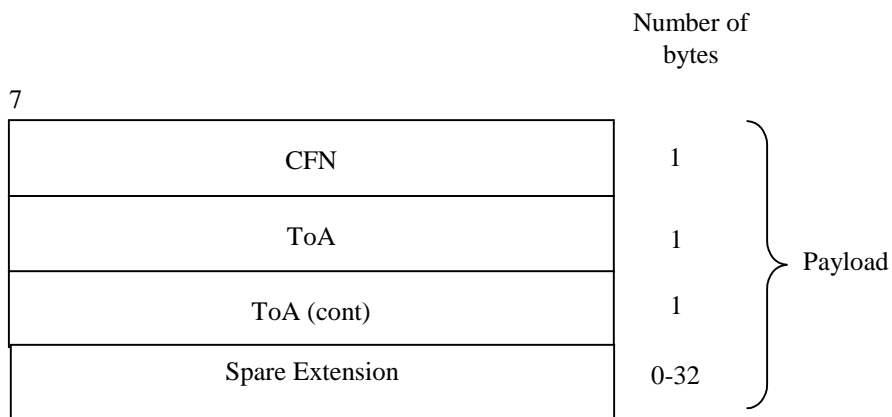 Number of
bytes
7
CFN 1
ToA 1
Payload
ToA (cont) 1
Spare Extension 0-32